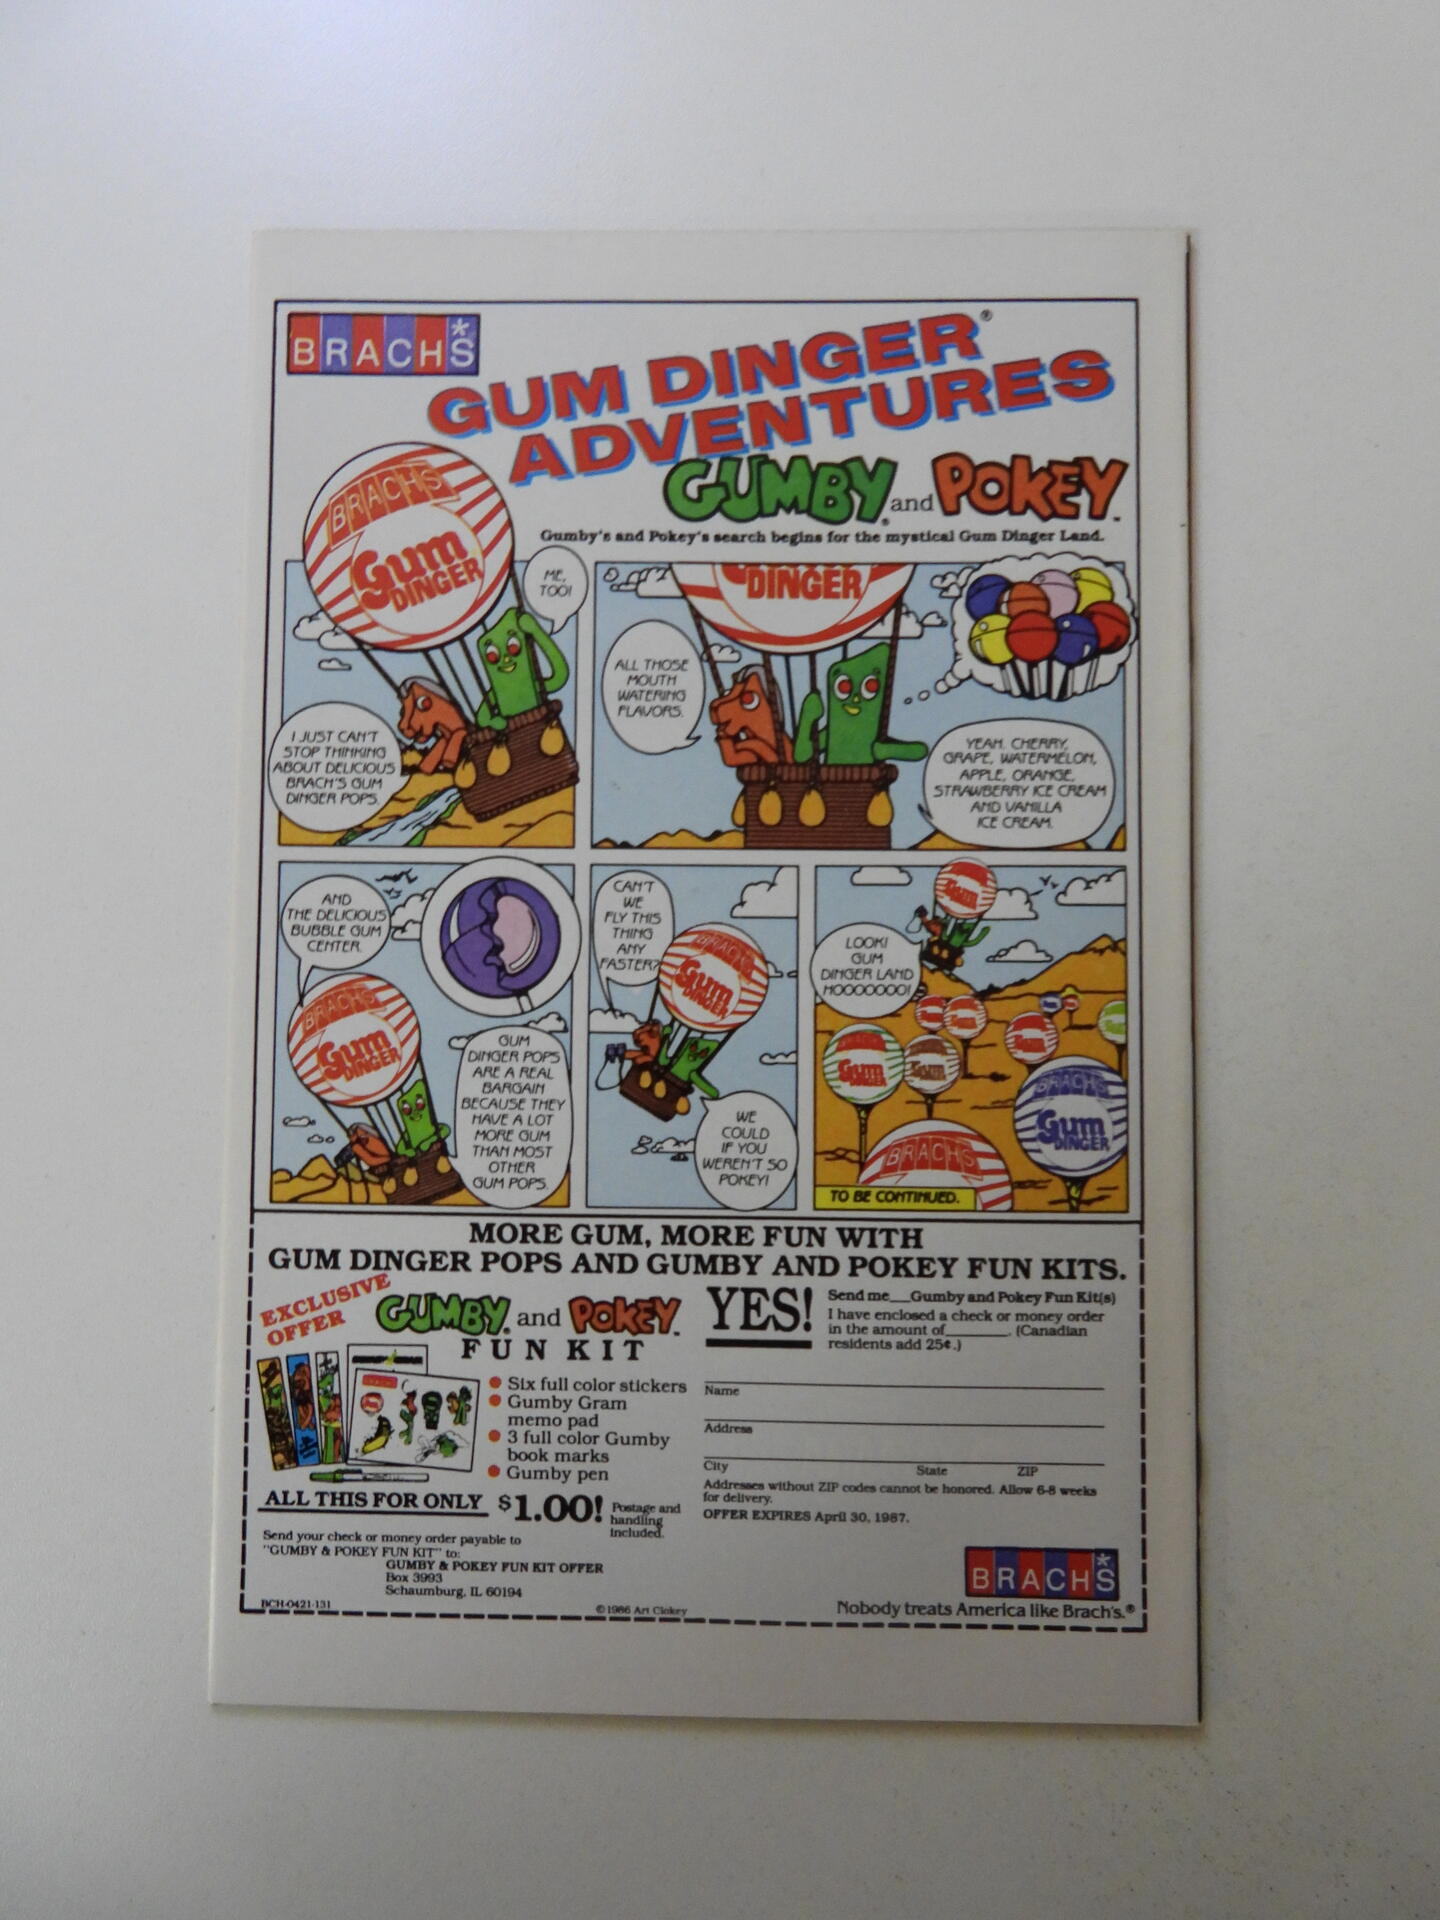 BRACH'S
GUM DINGER®
ADVENTURES
GUMBY® and POKEY™
Gumby's and Pokey's search begins for the mystical Gum Dinger Land.
BRACH'S
Gum
DINGER
ME,
TOO!
I JUST CAN'T
STOP THINKING
ABOUT DELICIOUS
BRACH'S GUM
DINGER POPS.
DINGER
ALL THOSE
MOUTH
WATERING
FLAVORS.
YEAH. CHERRY,
GRAPE, WATERMELON,
APPLE, ORANGE,
STRAWBERRY ICE CREAM
AND VANILLA
ICE CREAM.
AND
THE DELICIOUS
BUBBLE GUM
CENTER.
BRACH'S
Gum
DINGER
GUM
DINGER POPS
ARE A REAL
BARGAIN
BECAUSE THEY
HAVE A LOT
MORE GUM
THAN MOST
OTHER
GUM POPS.
CAN'T
WE
FLY THIS
THING
ANY
FASTER?
BRACH'S
Gum
DINGER
WE
COULD
IF YOU
WEREN'T SO
POKEY!
LOOK!
GUM
DINGER LAND
HOOOOOOO!
Gum
BRACH'S
Gum
DINGER
BRACH'S
TO BE CONTINUED.
MORE GUM, MORE FUN WITH
GUM DINGER POPS AND GUMBY AND POKEY FUN KITS.
EXCLUSIVE
OFFER
GUMBY® and POKEY™
FUN KIT
• Six full color stickers
• Gumby Gram
memo pad
• 3 full color Gumby
book marks
• Gumby pen
ALL THIS FOR ONLY $1.00! Postage and
handling
included.
Send your check or money order payable to
"GUMBY & POKEY FUN KIT" to:
GUMBY & POKEY FUN KIT OFFER
Box 3993
Schaumburg, IL 60194
BCH-0421-131
YES! Send me___Gumby and Pokey Fun Kit(s)
I have enclosed a check or money order
in the amount of_______. (Canadian
residents add 25¢.)
Name
Address
City State ZIP
Addresses without ZIP codes cannot be honored. Allow 6-8 weeks
for delivery.
OFFER EXPIRES April 30, 1987.
BRACH'S
©1986 Art Clokey
Nobody treats America like Brach's.®